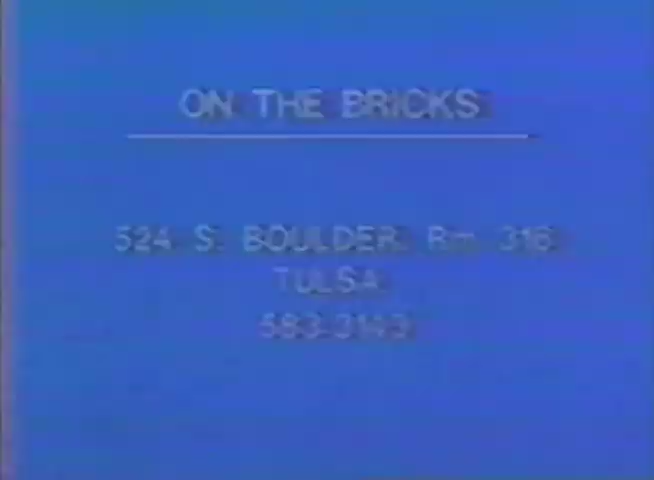 ON THE BRICKS
524 S. BOULDER, Rm. 316
TULSA